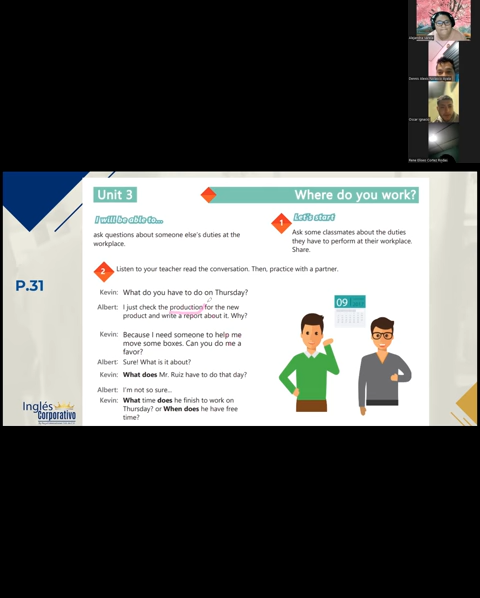 Unit 3
Where do you work?
I will be able to...
ask questions about someone else's duties at the
workplace.
1
Let's start
Ask some classmates about the duties
they have to perform at their workplace.
Share.
2
Listen to your teacher read the conversation. Then, practice with a partner.
P.31
Kevin: What do you have to do on Thursday?
Albert: I just check the production for the new
product and write a report about it. Why?
Kevin: Because I need someone to help me
move some boxes. Can you do me a
favor?
Albert: Sure! What is it about?
Kevin: What does Mr. Ruiz have to do that day?
Albert: I'm not so sure...
Kevin: What time does he finish to work on
Thursday? or When does he have free
time?
09
Inglés
Corporativo